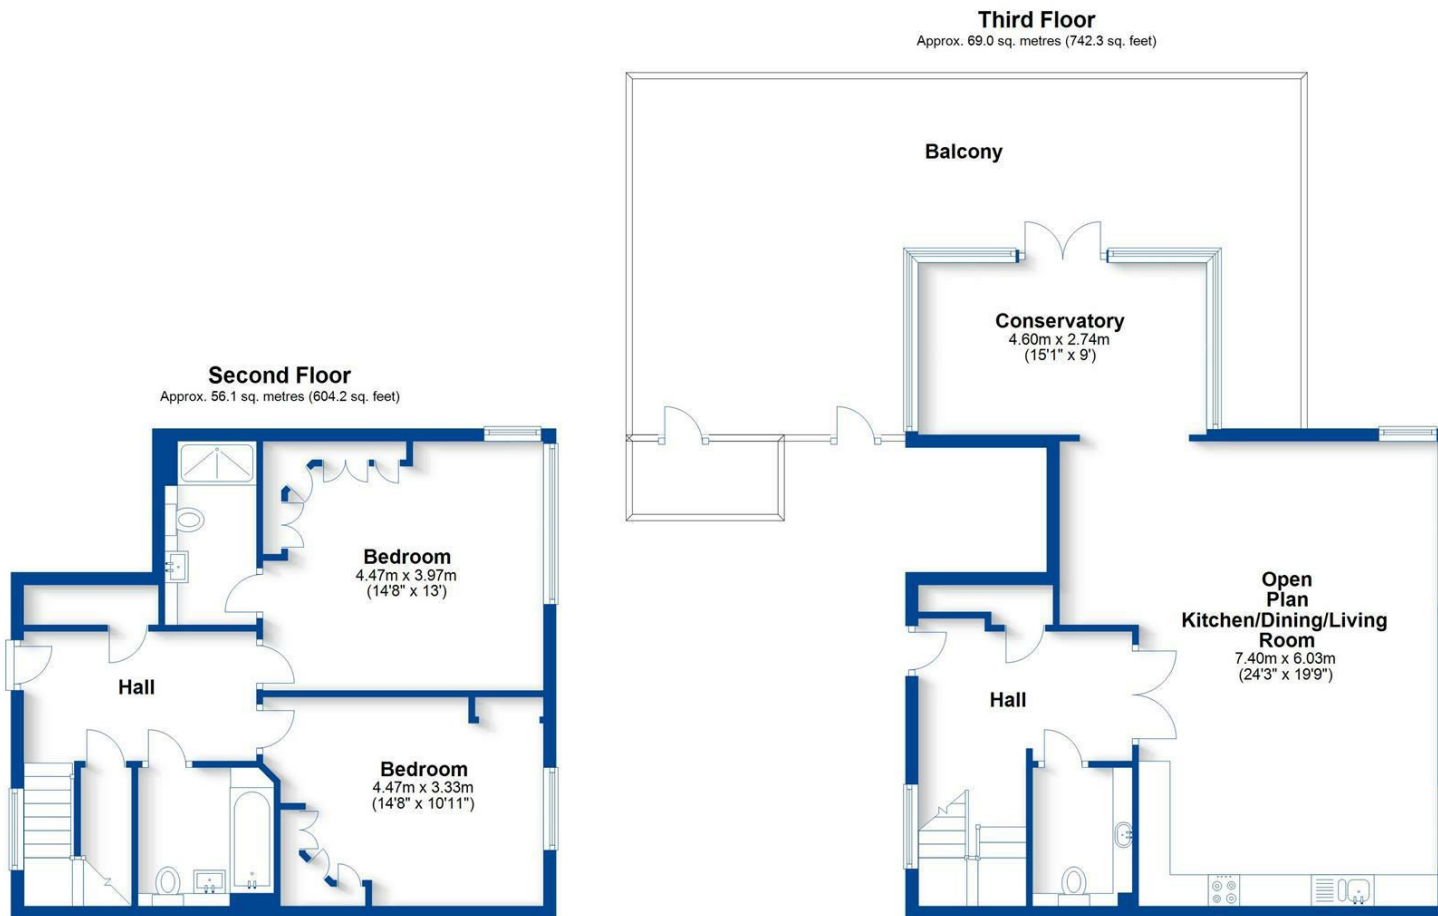 Third Floor
Approx. 69.0 sq. metres (742.3 sq. feet)
Balcony
Conservatory
4.60m x 2.74m
(15'1" x 9')
Second Floor
Approx. 56.1 sq. metres (604.2 sq. feet)
Bedroom
4.47m x 3.97m
(14'8" x 13')
Hall
Bedroom
4.47m x 3.33m
(14'8" x 10'11")
Open
Plan
Kitchen/Dining/Living
Room
7.40m x 6.03m
(24'3" x 19'9")
Hall